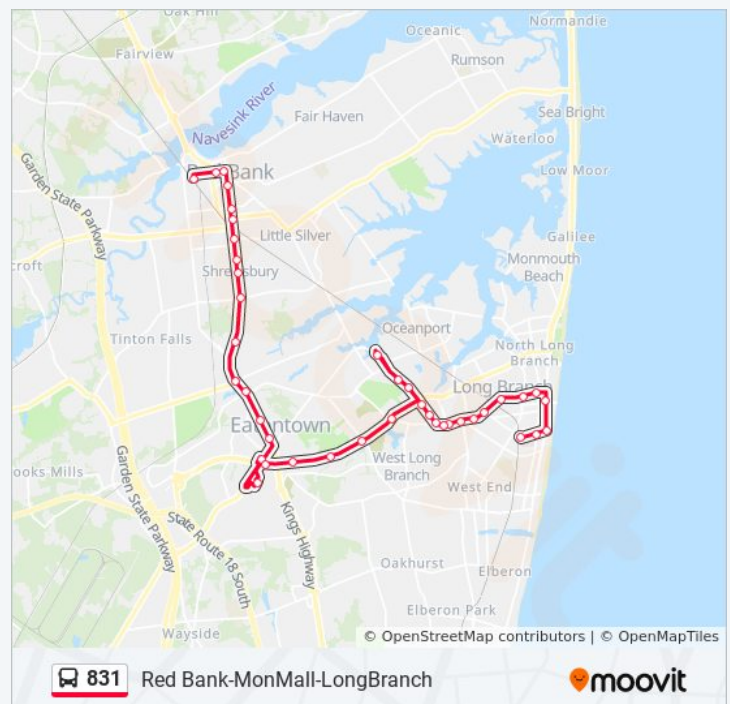 Oak Hill
Normandie
Oceanic
Fairview
Rumson
Navesink River
Fair Haven
Sea Bright
Waterloo
Garden State Parkway
Low Moor
Little Silver
Galilee
croft
Shrewsbury
Monmouth
Beach
Oceanport
Tinton Falls
North Long
Branch
Long Branch
ooks Mills
West Long
Branch
West End
Garden State Parkway
State Route 18 South
Kings Highway
Oakhurst
Elberon
Elberon Park
Wayside
© OpenStreetMap contributors | © OpenMapTiles
831 Red Bank-MonMall-LongBranch
moovit